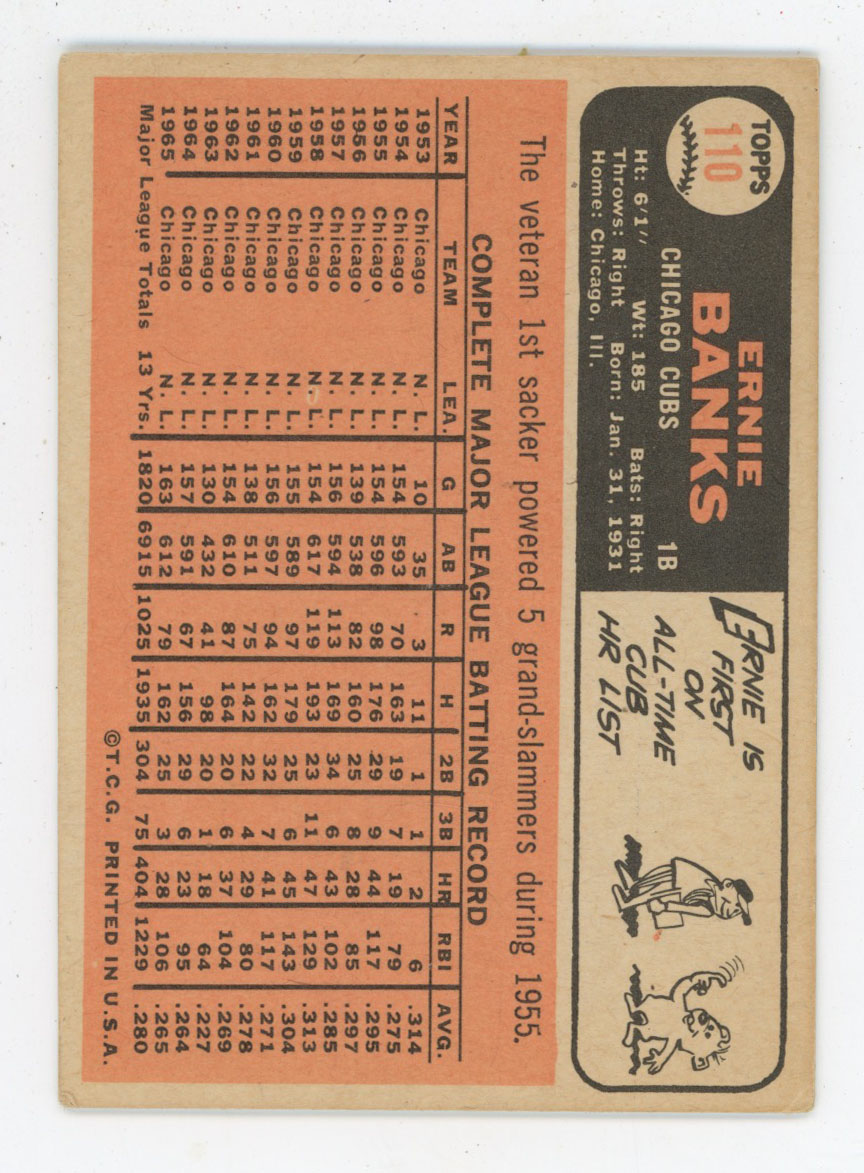 TOPPS
110
ERNIE
BANKS
CHICAGO CUBS 1B
Ht: 6'1" Wt: 185 Bats: Right
Throws: Right Born: Jan. 31, 1931
Home: Chicago, Ill.
ERNIE IS
FIRST
ON
ALL-TIME
CUB
HR LIST
The veteran 1st sacker powered 5 grand-slammers during 1955.
COMPLETE MAJOR LEAGUE BATTING RECORD
YEAR TEAM LEA. G AB R H 2B 3B HR RBI AVG.
1953 Chicago N. L. 10 35 3 11 1 1 2 6 .314
1954 Chicago N. L. 154 593 70 163 19 7 19 79 .275
1955 Chicago N. L. 154 596 98 176 29 9 44 117 .295
1956 Chicago N. L. 139 538 82 160 25 8 28 85 .297
1957 Chicago N. L. 156 594 113 169 34 6 43 102 .285
1958 Chicago N. L. 154 617 119 193 23 11 47 129 .313
1959 Chicago N. L. 155 589 97 179 25 6 45 143 .304
1960 Chicago N. L. 156 597 94 162 32 7 41 117 .271
1961 Chicago N. L. 138 511 75 142 22 4 29 80 .278
1962 Chicago N. L. 154 610 87 164 20 6 37 104 .269
1963 Chicago N. L. 130 432 41 98 20 1 18 64 .227
1964 Chicago N. L. 157 591 67 156 29 6 23 95 .264
1965 Chicago N. L. 163 612 79 162 25 3 28 106 .265
Major League Totals 13 Yrs. 1820 6915 1025 1935 304 75 404 1229 .280
©T.C.G. PRINTED IN U.S.A.